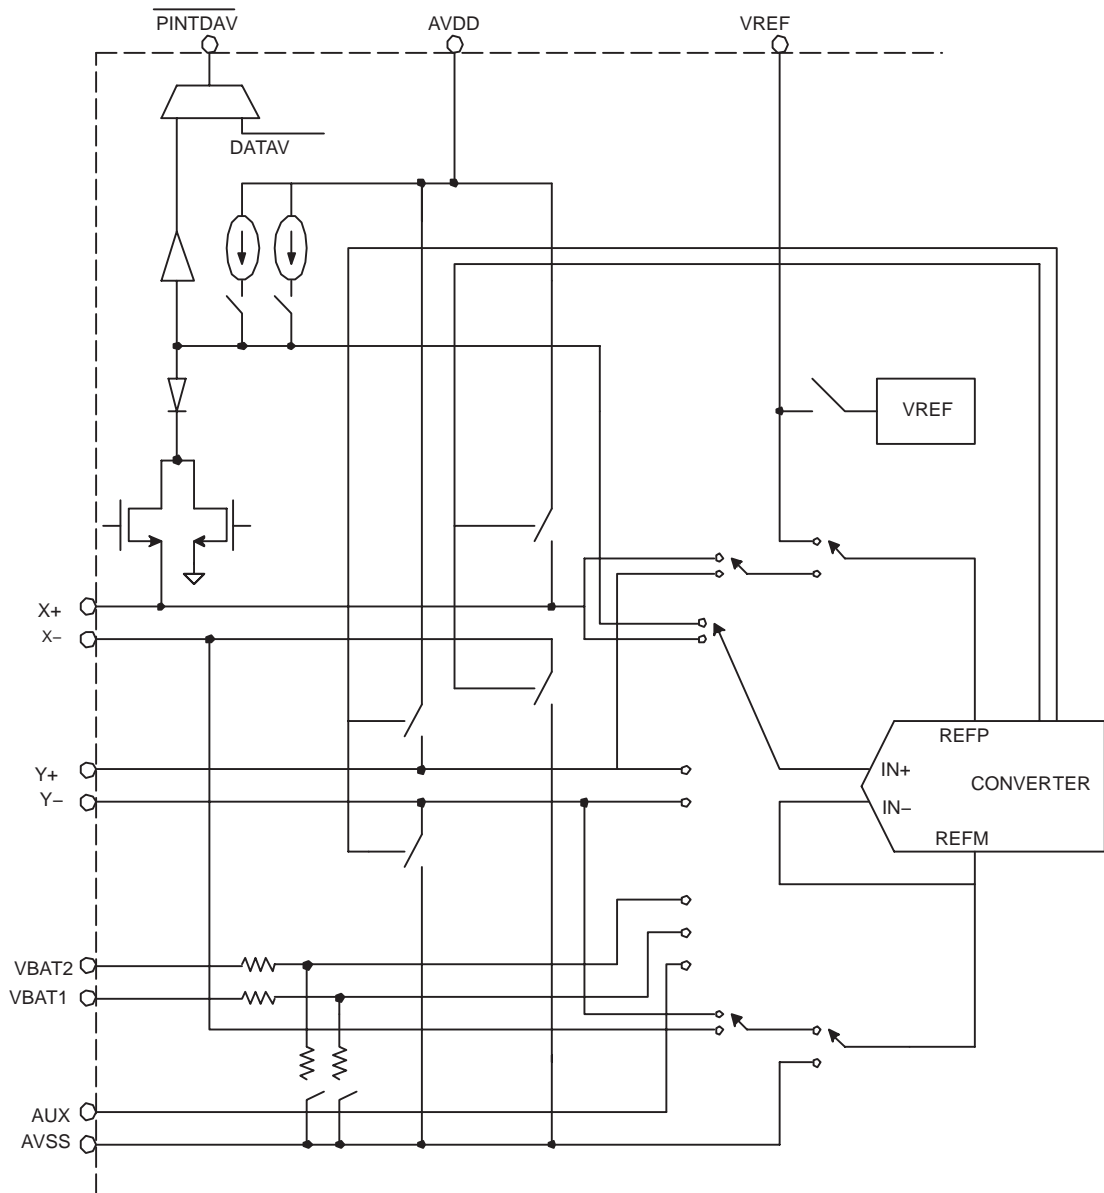 PINTDAV
AVDD
VREF
DATAV
VREF
X+
X−
REFP
Y+
IN+
CONVERTER
Y−
IN−
REFM
VBAT2
VBAT1
AUX
AVSS